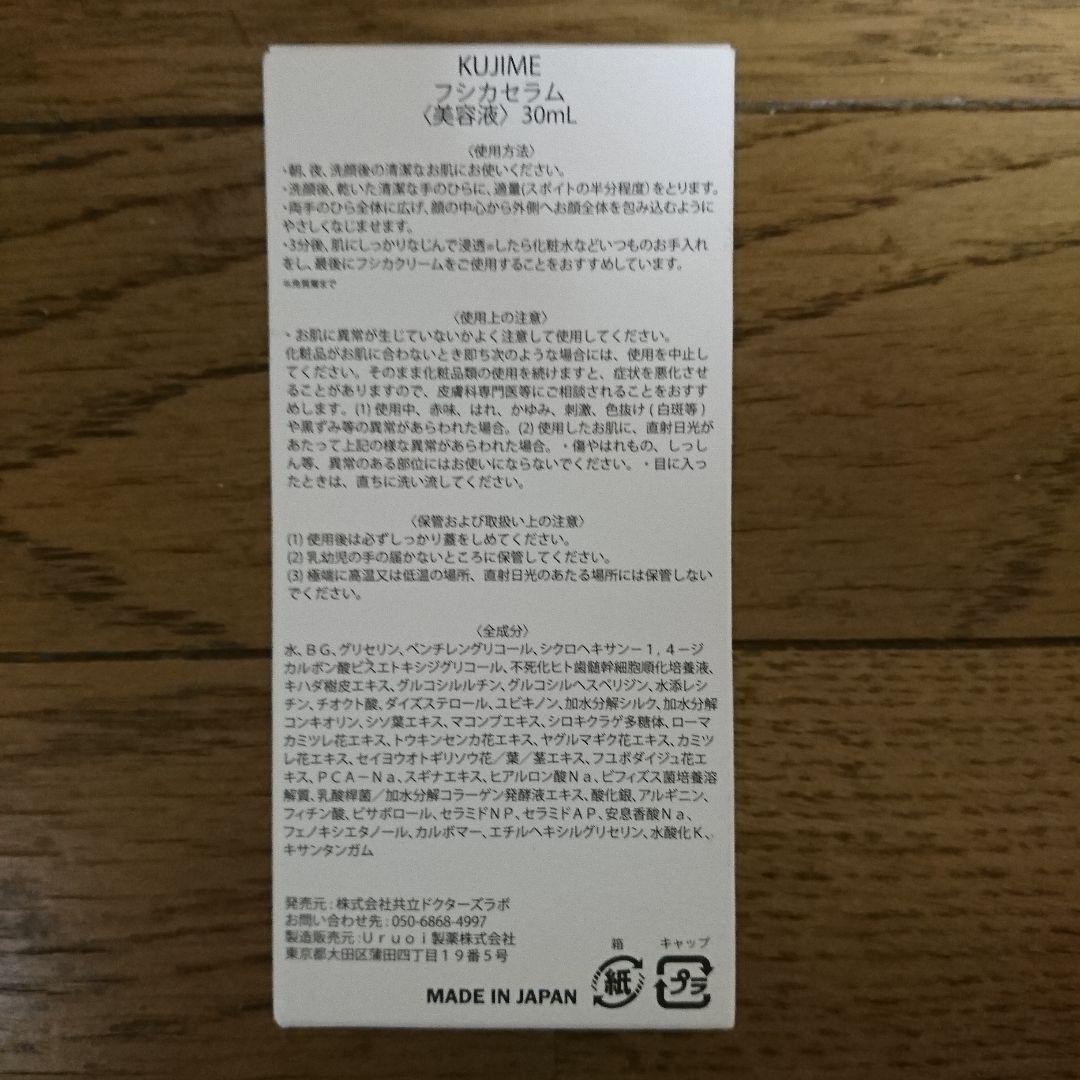 KUJIME
フシカセラム
〈美容液〉 30mL
〈使用方法〉
・朝、夜、洗顔後の清潔なお肌にお使いください。
・洗顔後、乾いた清潔な手のひらに、適量(スポイトの半分程度)をとります。
・両手のひら全体に広げ、顔の中心から外側へお顔全体を包み込むように
やさしくなじませます。
・3分後、肌にしっかりなじんで浸透※したら化粧水などいつものお手入れ
をし、最後にフシカクリームをご使用することをおすすめしています。
※角質層まで
〈使用上の注意〉
・お肌に異常が生じていないかよく注意して使用してください。
化粧品がお肌に合わないとき即ち次のような場合には、使用を中止し
てください。そのまま化粧品類の使用を続けますと、症状を悪化させ
ることがありますので、皮膚科専門医等にご相談されることをおすす
めします。(1) 使用中、赤味、はれ、かゆみ、刺激、色抜け ( 白斑等 )
や黒ずみ等の異常があらわれた場合。(2) 使用したお肌に、直射日光が
あたって上記の様な異常があらわれた場合。・傷やはれもの、しっし
ん等、異常のある部位にはお使いにならないでください。・目に入っ
たときは、直ちに洗い流してください。
〈保管および取扱い上の注意〉
(1) 使用後は必ずしっかり蓋をしめてください。
(2) 乳幼児の手の届かないところに保管してください。
(3) 極端に高温又は低温の場所、直射日光のあたる場所には保管しない
でください。
〈全成分〉
水、ＢＧ、グリセリン、ペンチレングリコール、シクロヘキサン－１，４－ジ
カルボン酸ビスエトキシジグリコール、不死化ヒト歯髄幹細胞順化培養液、
キハダ樹皮エキス、グルコシルルチン、グルコシルヘスペリジン、水添レシ
チン、チオクト酸、ダイズステロール、ユビキノン、加水分解シルク、加水分解
コンキオリン、シソ葉エキス、マコンブエキス、シロキクラゲ多糖体、ローマ
カミツレ花エキス、トウキンセンカ花エキス、ヤグルマギク花エキス、カミツ
レ花エキス、セイヨウオトギリソウ花／葉／茎エキス、フユボダイジュ花エ
キス、ＰＣＡ－Ｎａ、スギナエキス、ヒアルロン酸Ｎａ、ビフィズス菌培養溶
解質、乳酸桿菌／加水分解コラーゲン発酵液エキス、酸化銀、アルギニン、
フィチン酸、ビサボロール、セラミドＮＰ、セラミドＡＰ、安息香酸Ｎａ、
フェノキシエタノール、カルボマー、エチルヘキシルグリセリン、水酸化Ｋ、
キサンタンガム
発売元 : 株式会社共立ドクターズラボ
お問い合わせ先 : 050-6868-4997
製造販売元 : Ｕｒｕｏｉ製薬株式会社
東京都大田区蒲田四丁目１９番５号
箱 キャップ
紙 プラ
MADE IN JAPAN